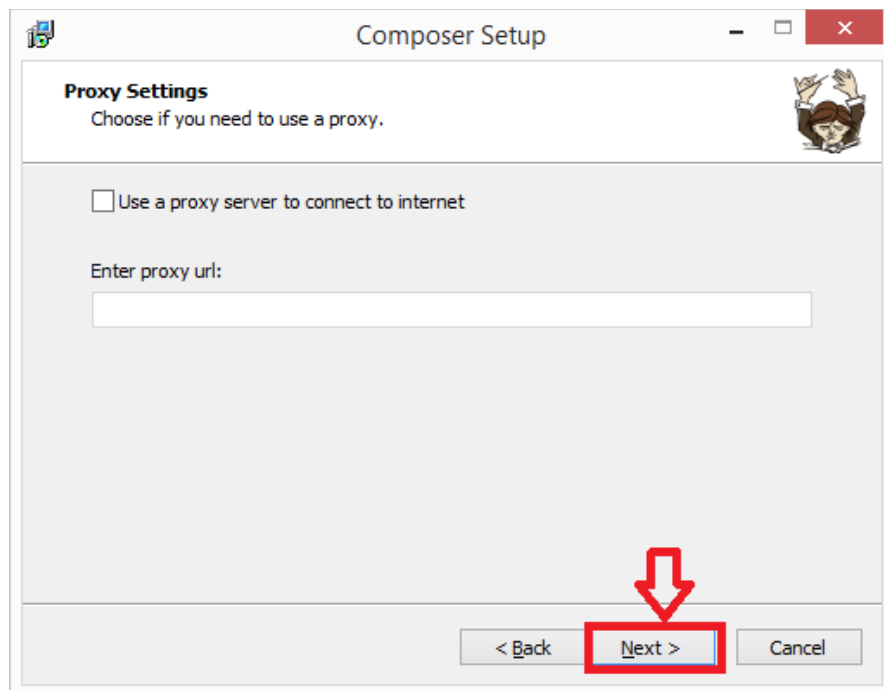 Composer Setup
Proxy Settings
Choose if you need to use a proxy.
Use a proxy server to connect to internet
Enter proxy url:
< Back
Next >
Cancel